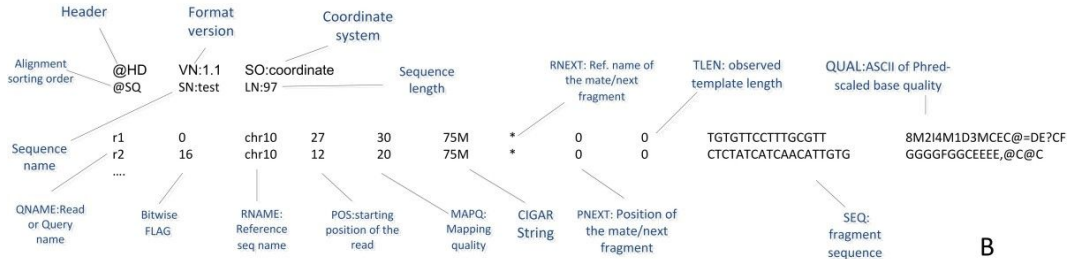 Header
Format
version
Coordinate
system
Alignment
sorting order
@HD VN:1.1 SO:coordinate
@SQ SN:test LN:97
Sequence
length
RNEXT: Ref. name of
the mate/next
fragment
TLEN: observed
template length
QUAL:ASCII of Phred-
scaled base quality
Sequence
name
r1 0 chr10 27 30 75M * 0 0 TGTGTTCCTTTGCGTT 8M2I4M1D3MCEC@=DE?CF
r2 16 chr10 12 20 75M * 0 0 CTCTATCATCAACATTGTG GGGGFGGCEEEE,@C@C
....
QNAME:Read
or Query
name
Bitwise
FLAG
RNAME:
Reference
seq name
POS:starting
position of the
read
MAPQ:
Mapping
quality
CIGAR
String
PNEXT: Position of
the mate/next
fragment
SEQ:
fragment
sequence
B